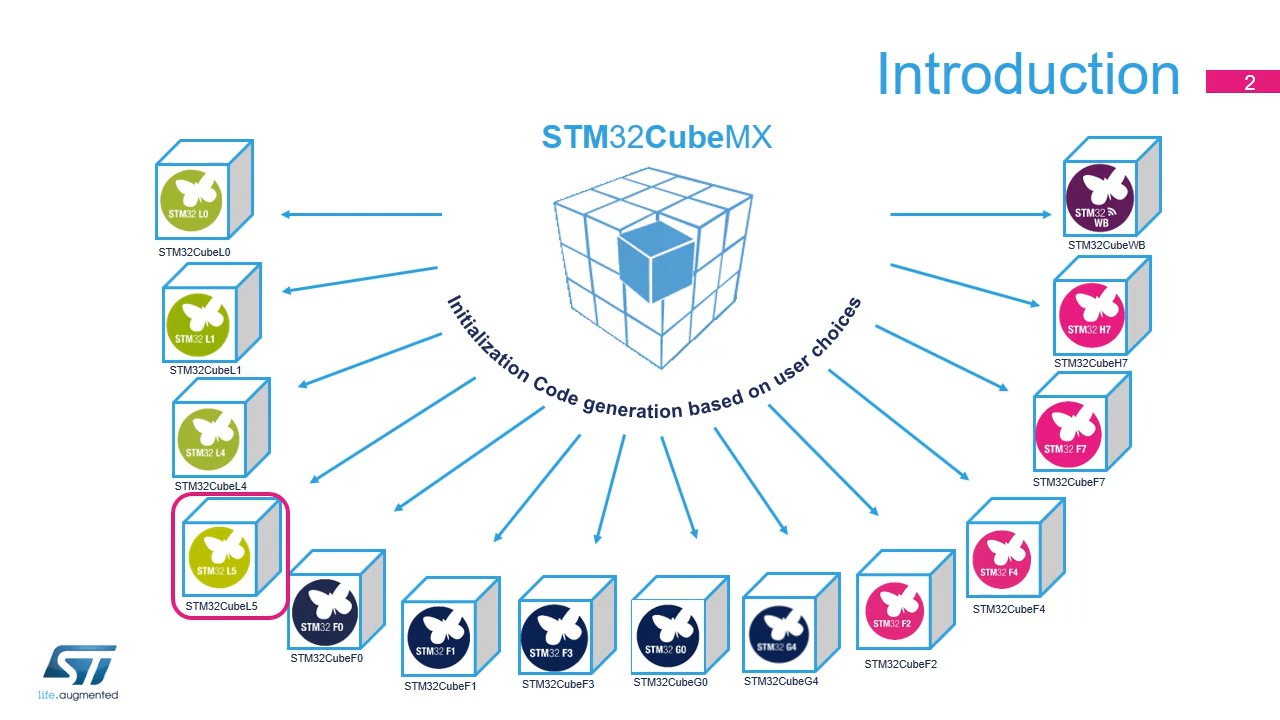 Introduction
2
STM32CubeMX
Initialization Code generation based on user choices
STM32 L0
STM32CubeL0
STM32 L1
STM32CubeL1
STM32 L4
STM32CubeL4
STM32 L5
STM32CubeL5
STM32 F0
STM32CubeF0
STM32 F1
STM32CubeF1
STM32 F3
STM32CubeF3
STM32 G0
STM32CubeG0
STM32 G4
STM32CubeG4
STM32 F2
STM32CubeF2
STM32 F4
STM32CubeF4
STM32 F7
STM32CubeF7
STM32 H7
STM32CubeH7
STM32
WB
STM32CubeWB
ST
life.augmented